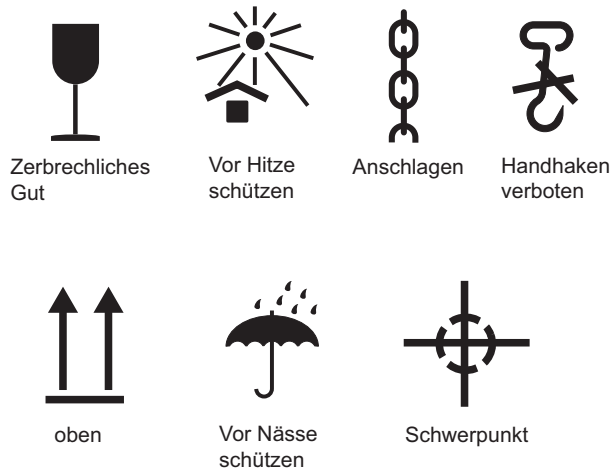 Zerbrechliches
Gut
Vor Hitze
schützen
Anschlagen
Handhaken
verboten
oben
Vor Nässe
schützen
Schwerpunkt